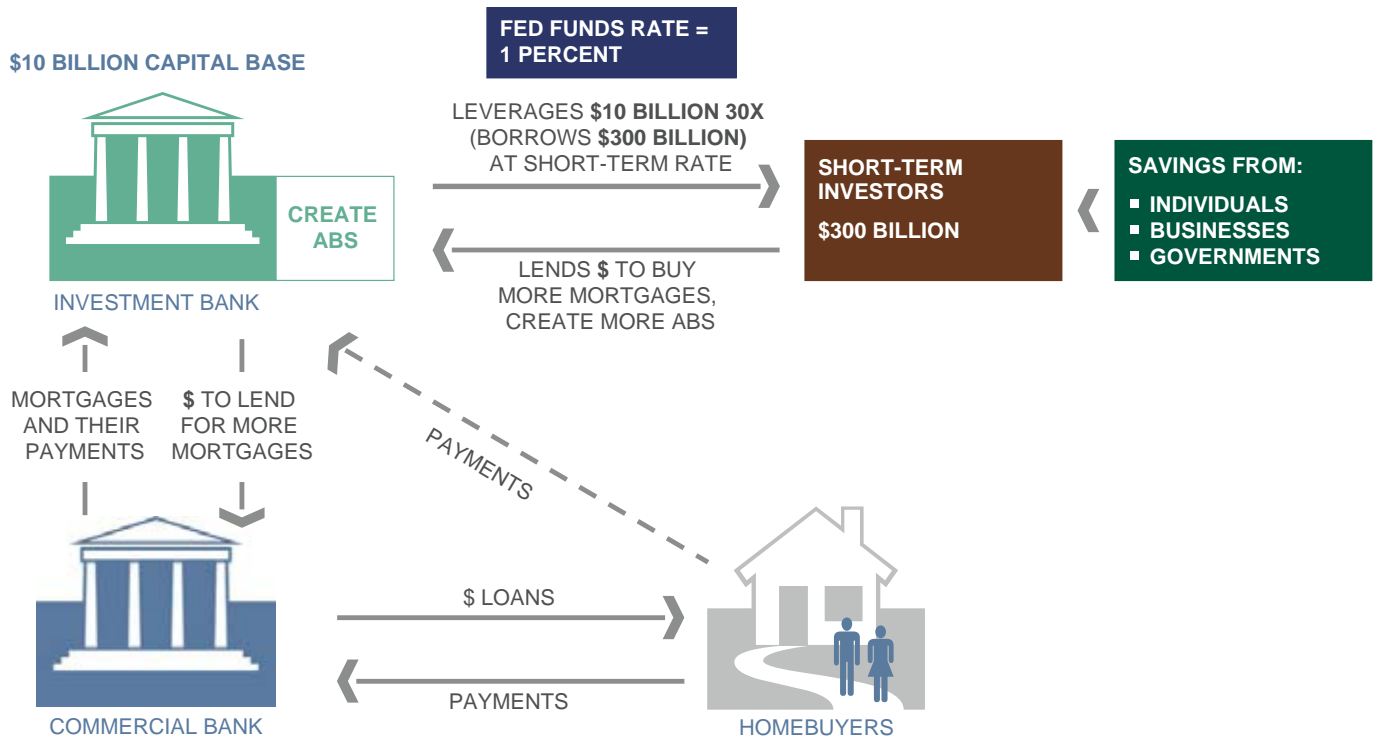 FED FUNDS RATE =
1 PERCENT
$10 BILLION CAPITAL BASE
LEVERAGES $10 BILLION 30X
(BORROWS $300 BILLION)
AT SHORT-TERM RATE
CREATE
ABS
INVESTMENT BANK
SHORT-TERM
INVESTORS
$300 BILLION
SAVINGS FROM:
▪ INDIVIDUALS
▪ BUSINESSES
▪ GOVERNMENTS
LENDS $ TO BUY
MORE MORTGAGES,
CREATE MORE ABS
MORTGAGES
AND THEIR
PAYMENTS
$ TO LEND
FOR MORE
MORTGAGES
PAYMENTS
$ LOANS
PAYMENTS
COMMERCIAL BANK
HOMEBUYERS